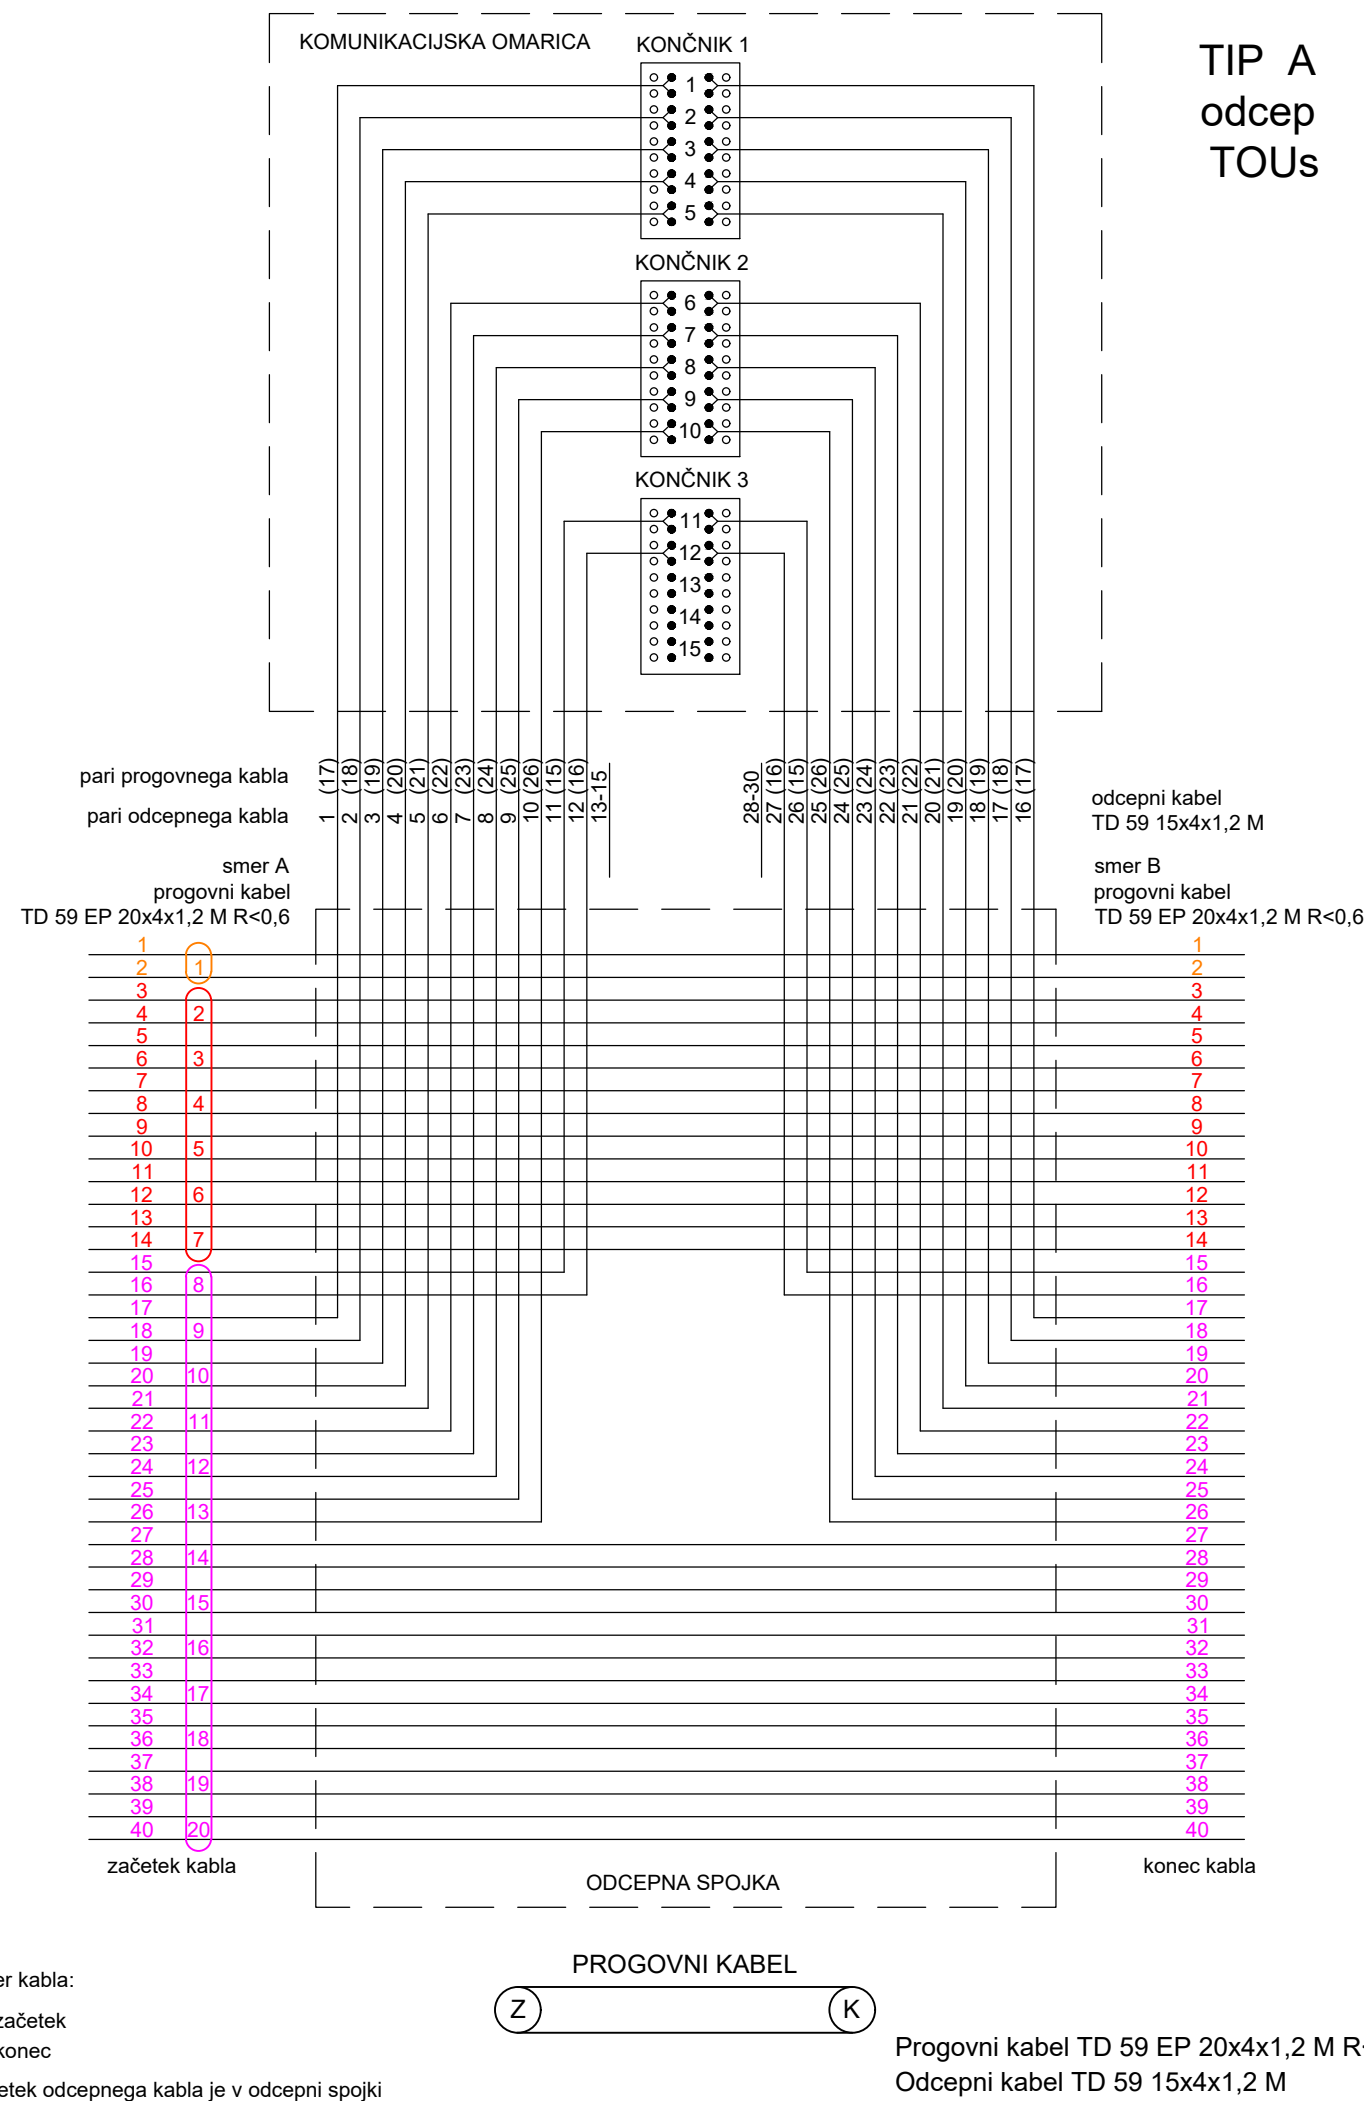 KOMUNIKACIJSKA OMARICA
KONČNIK 1
TIP A
odcep
TOUs
1
2
3
4
5
KONČNIK 2
6
7
8
9
10
KONČNIK 3
11
12
13
14
15
pari progovnega kabla
pari odcepnega kabla
1 (17)
2 (18)
3 (19)
4 (20)
5 (21)
6 (22)
7 (23)
8 (24)
9 (25)
10 (26)
11 (15)
12 (16)
13-15
28-30
27 (16)
26 (15)
25 (26)
24 (25)
23 (24)
22 (23)
21 (22)
20 (21)
19 (20)
18 (19)
17 (18)
16 (17)
odcepni kabel
TD 59 15x4x1,2 M
smer A
progovni kabel
TD 59 EP 20x4x1,2 M R<0,6
smer B
progovni kabel
TD 59 EP 20x4x1,2 M R<0,6
1 1
2 1 2
3 3
4 2 4
5 5
6 3 6
7 7
8 4 8
9 9
10 5 10
11 11
12 6 12
13 13
14 7 14
15 15
16 8 16
17 17
18 9 18
19 19
20 10 20
21 21
22 11 22
23 23
24 12 24
25 25
26 13 26
27 27
28 14 28
29 29
30 15 30
31 31
32 16 32
33 33
34 17 34
35 35
36 18 36
37 37
38 19 38
39 39
40 20 40
začetek kabla
konec kabla
ODCEPNA SPOJKA
PROGOVNI KABEL
Z
K
er kabla:
začetek
konec
etek odcepnega kabla je v odcepni spojki
Progovni kabel TD 59 EP 20x4x1,2 M R<
Odcepni kabel TD 59 15x4x1,2 M